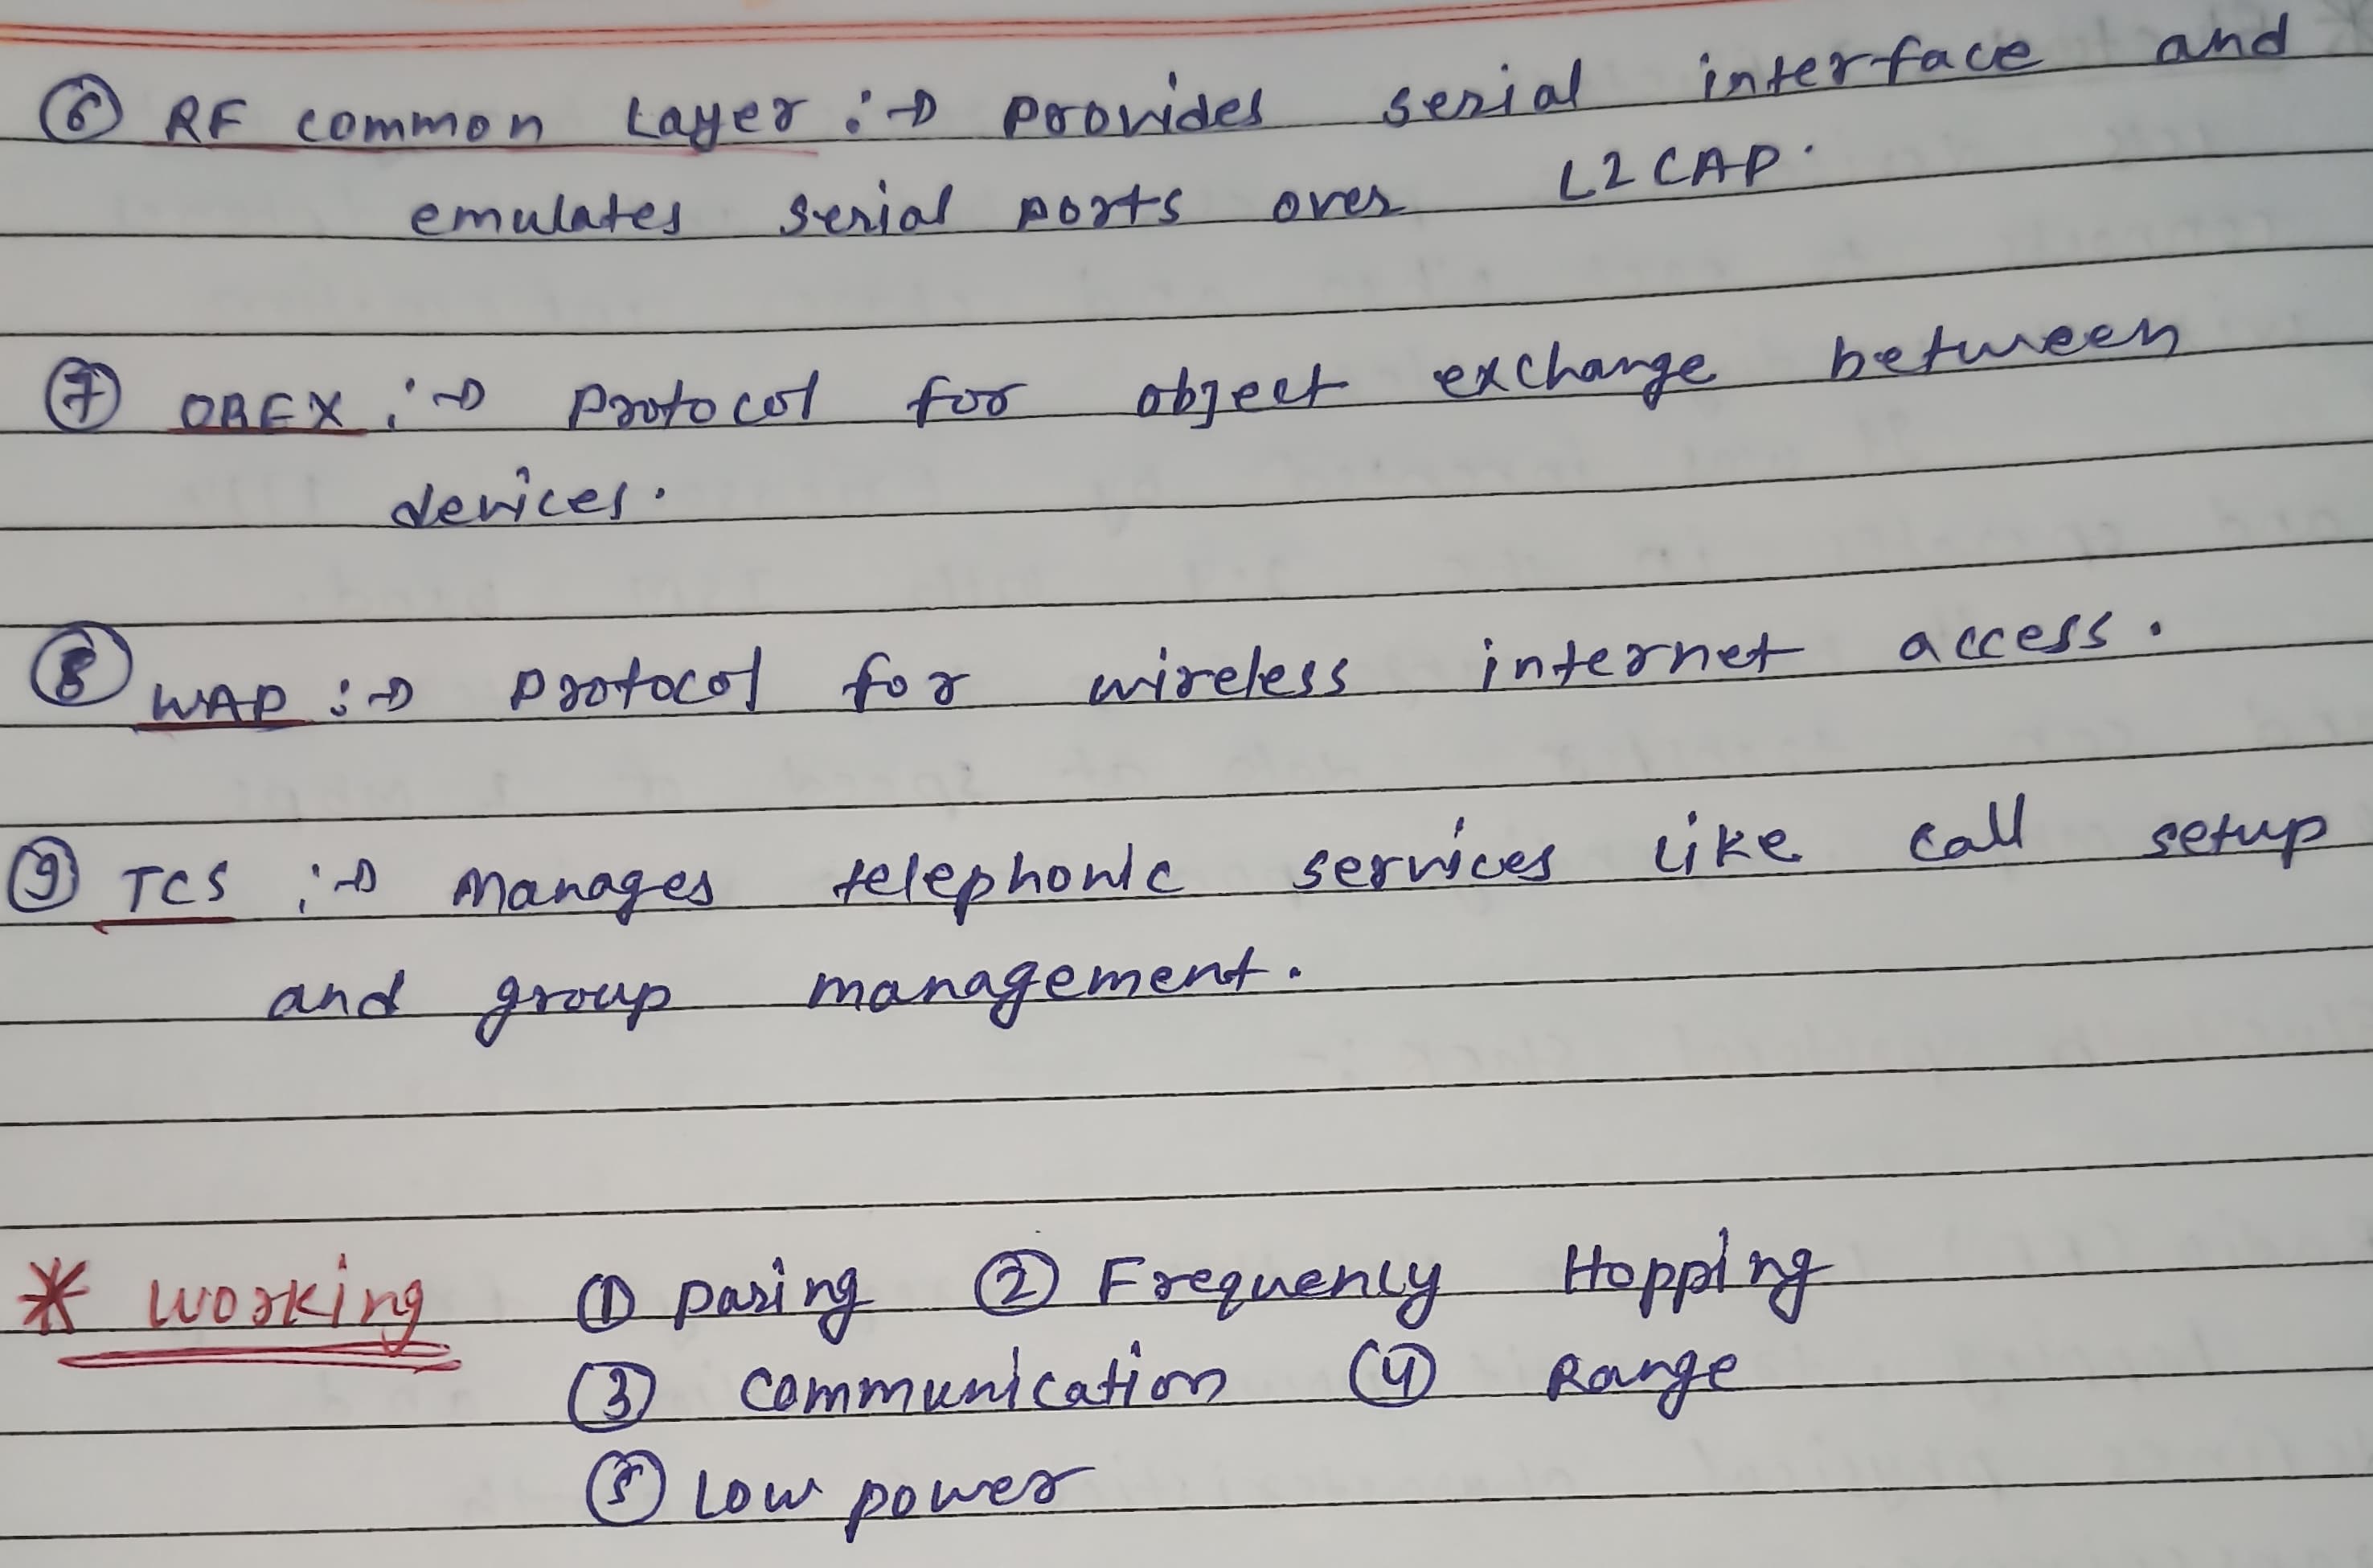 ⑥ RF common Layer :→ provides serial interface and
emulates serial ports over L2CAP.
⑦ OBEX :→ protocol for object exchange between
devices.
⑧ WAP :→ protocol for wireless internet access.
⑨ TCS :→ Manages telephonic services like call setup
and group management.
* working ① Paring ② Frequency Hopping
③ communication ④ Range
⑤ Low power